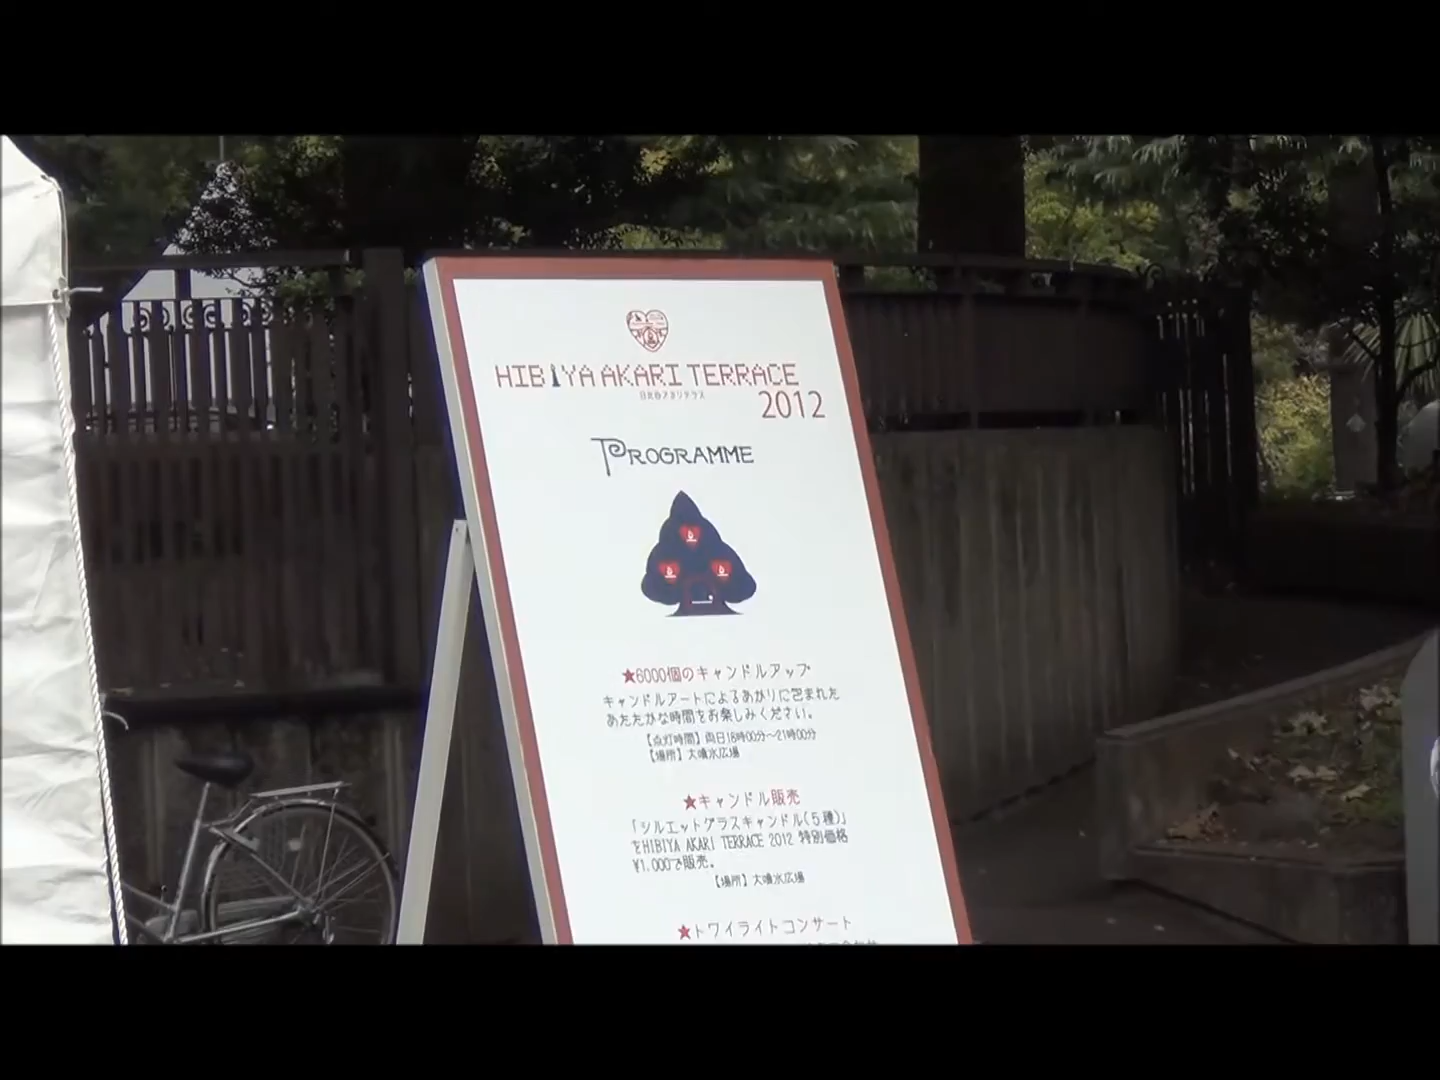 HIBIYA AKARI TERRACE
日比谷アカリテラス
2012
PROGRAMME
★6000個のキャンドルアップ
キャンドルアートによるあかりに包まれた
あたたかな時間をお楽しみください。
【点灯時間】両日16時00分〜21時00分
【場所】大噴水広場
★キャンドル販売
「シルエットグラスキャンドル(5種)」
をHIBIYA AKARI TERRACE 2012 特別価格
¥1,000で販売。
【場所】大噴水広場
★トワイライトコンサート